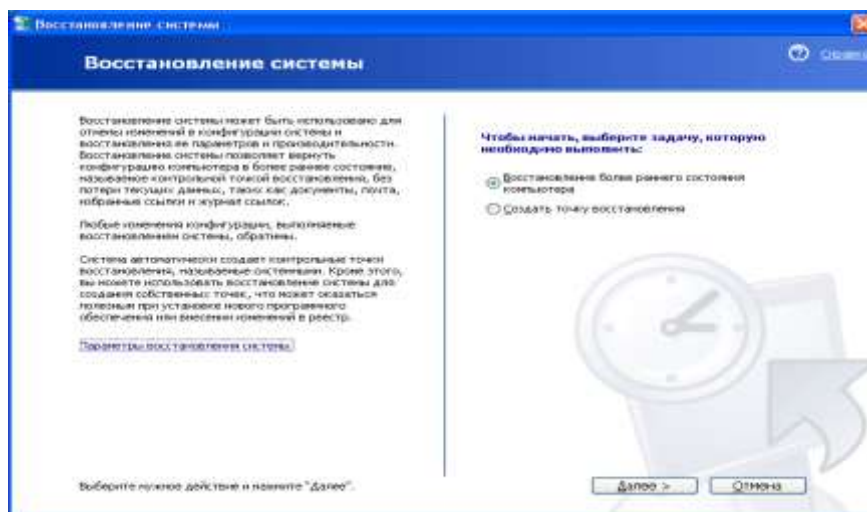 Восстановление системы
Справка
Восстановление системы
Восстановление системы может быть использовано для
отмены изменений в конфигурации системы и
восстановления ее параметров и производительности.
Восстановление системы позволяет вернуть
конфигурацию компьютера в более раннее состояние,
называемое контрольной точкой восстановления, без
потери текущих данных, таких как документы, почта,
избранные ссылки и журнал ссылок.
Любые изменения конфигурации, выполняемые
восстановлением системы, обратимы.
Система автоматически создает контрольные точки
восстановления, называемые системными. Кроме этого,
вы можете использовать восстановление системы для
создания собственных точек, что может оказаться
полезным при установке нового программного
обеспечения или внесении изменений в реестр.
Параметры восстановления системы.
Чтобы начать, выберите задачу, которую
необходимо выполнить:
Восстановление более раннего состояния
компьютера
Создать точку восстановления
Выберите нужное действие и нажмите "Далее".
Далее > Отмена